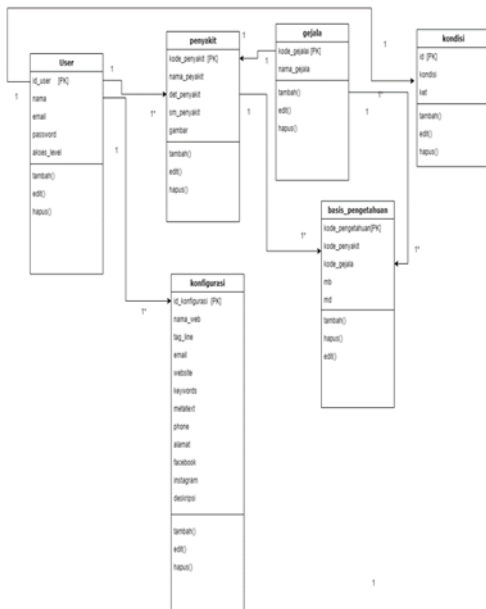 User
id_user [PK]
nama
email
password
akses_level
tambah()
edit()
hapus()
penyakit
kode_penyakit [PK]
nama_peyakit
det_penyakit
srn_penyakit
gambar
tambah()
edit()
hapus()
gejala
kode_gejala [PK]
nama_gejala
tambah()
edit()
hapus()
kondisi
id [PK]
kondisi
ket
tambah()
edit()
hapus()
basis_pengetahuan
kode_pengetahuan[PK]
kode_penyakit
kode_gejala
mb
md
tambah()
hapus()
edit()
konfigurasi
id_konfigurasi [PK]
nama_web
tag_line
email
website
keywords
metatext
phone
alamat
facebook
instagram
deskripsi
tambah()
edit()
hapus()
1
1
1*
1
1*
1
1
1
1*
1
1*
1*
1
1